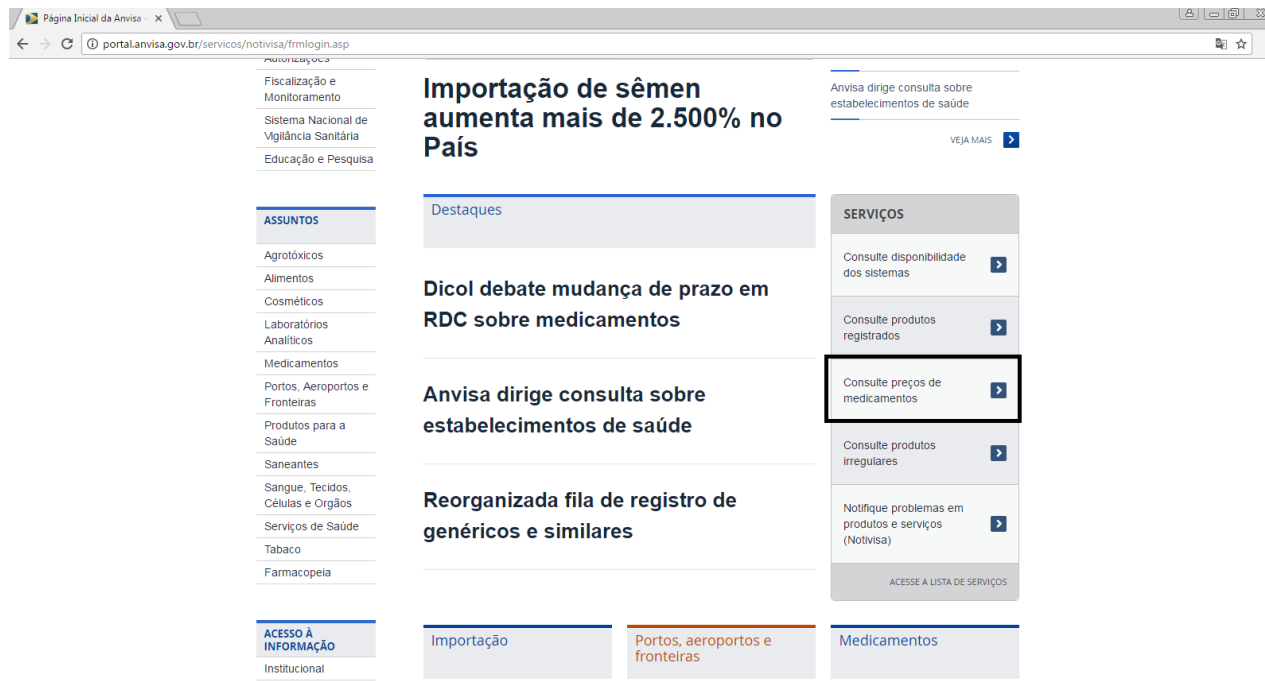 Página Inicial da Anvisa -
portal.anvisa.gov.br/servicos/notivisa/frmlogin.asp
Autorizações
Fiscalização e
Monitoramento
Sistema Nacional de
Vigilância Sanitária
Educação e Pesquisa
ASSUNTOS
Agrotóxicos
Alimentos
Cosméticos
Laboratórios
Analíticos
Medicamentos
Portos, Aeroportos e
Fronteiras
Produtos para a
Saúde
Saneantes
Sangue, Tecidos,
Células e Orgãos
Serviços de Saúde
Tabaco
Farmacopeia
ACESSO À
INFORMAÇÃO
Institucional
Importação de sêmen
aumenta mais de 2.500% no
País
Destaques
Dicol debate mudança de prazo em
RDC sobre medicamentos
Anvisa dirige consulta sobre
estabelecimentos de saúde
Reorganizada fila de registro de
genéricos e similares
Importação
Portos, aeroportos e
fronteiras
Anvisa dirige consulta sobre
estabelecimentos de saúde
VEJA MAIS
SERVIÇOS
Consulte disponibilidade
dos sistemas
Consulte produtos
registrados
Consulte preços de
medicamentos
Consulte produtos
irregulares
Notifique problemas em
produtos e serviços
(Notivisa)
ACESSE A LISTA DE SERVIÇOS
Medicamentos